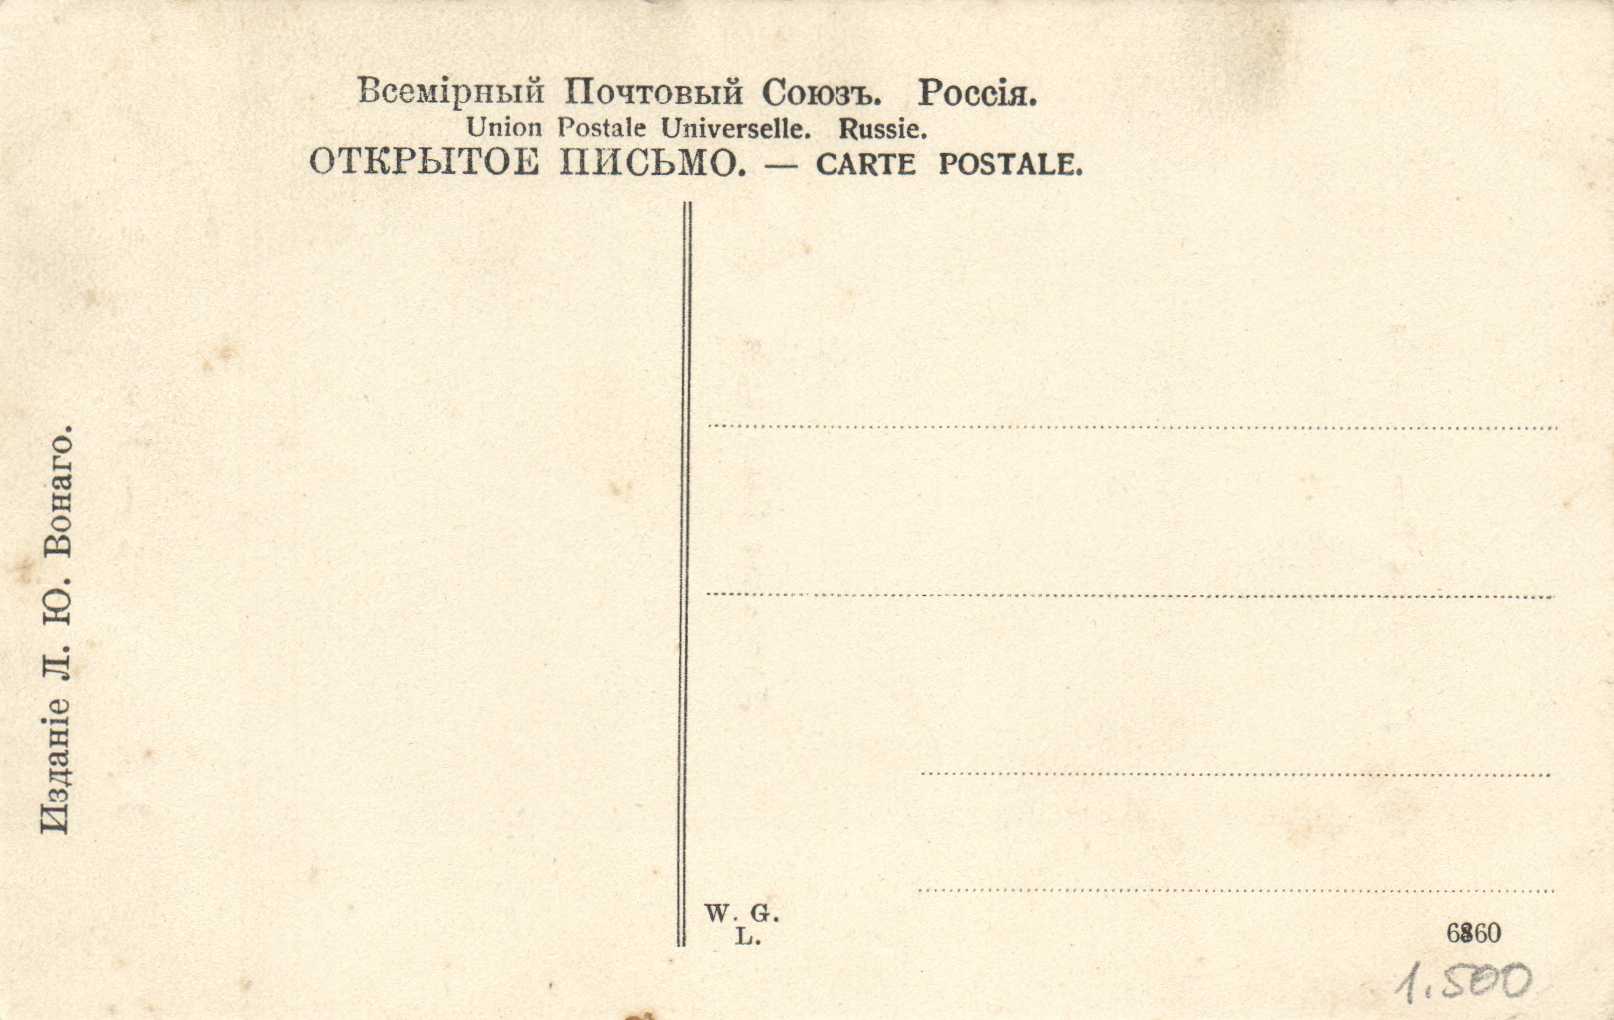 Всемірный Почтовый Союзъ. Россія.
Union Postale Universelle. Russie.
ОТКРЫТОЕ ПИСЬМО. — CARTE POSTALE.
Изданіе Л. Ю. Вонаго.
W. G.
L.
1.500